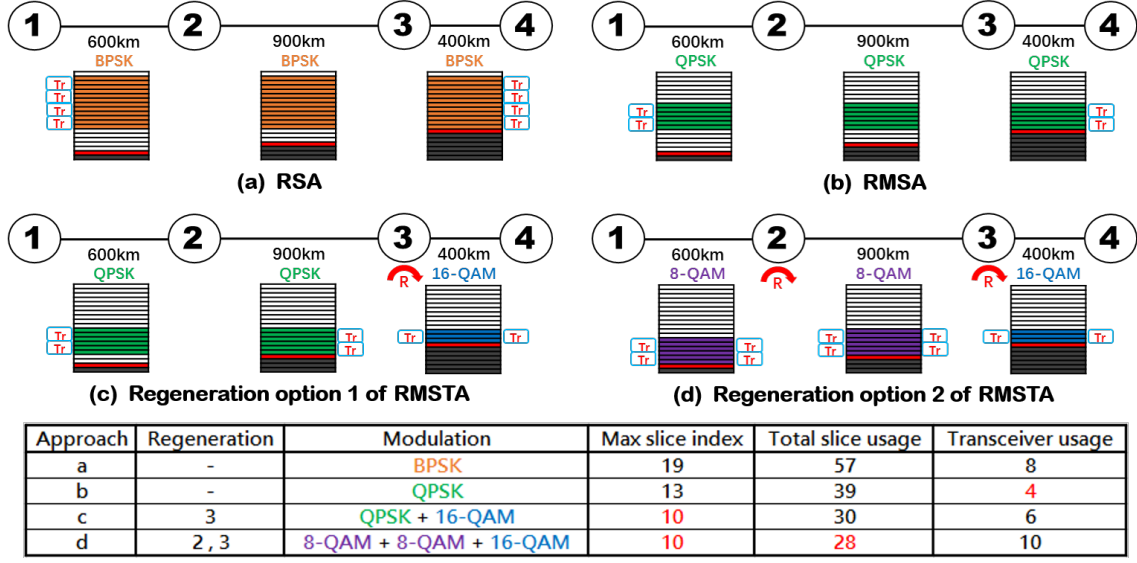 1 2 3 4
600km 900km 400km
BPSK BPSK BPSK
Tr Tr
Tr Tr
Tr Tr
Tr Tr
(a) RSA
1 2 3 4
600km 900km 400km
QPSK QPSK QPSK
Tr Tr
Tr Tr
(b) RMSA
1 2 3 4
600km 900km 400km
QPSK QPSK R 16-QAM
Tr Tr Tr Tr
Tr Tr
(c) Regeneration option 1 of RMSTA
1 2 3 4
600km 900km 400km
8-QAM R 8-QAM R 16-QAM
Tr Tr Tr Tr Tr Tr
Tr Tr Tr Tr
(d) Regeneration option 2 of RMSTA
Approach Regeneration Modulation Max slice index Total slice usage Transceiver usage
a - BPSK 19 57 8
b - QPSK 13 39 4
c 3 QPSK + 16-QAM 10 30 6
d 2 , 3 8-QAM + 8-QAM + 16-QAM 10 28 10